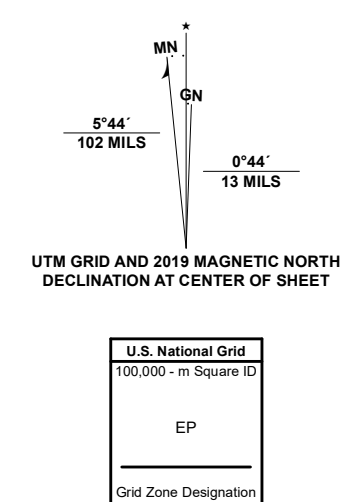 ★
MN
GN
5°44´
102 MILS
0°44´
13 MILS
UTM GRID AND 2019 MAGNETIC NORTH
DECLINATION AT CENTER OF SHEET
U.S. National Grid
100,000 - m Square ID
EP
Grid Zone Designation